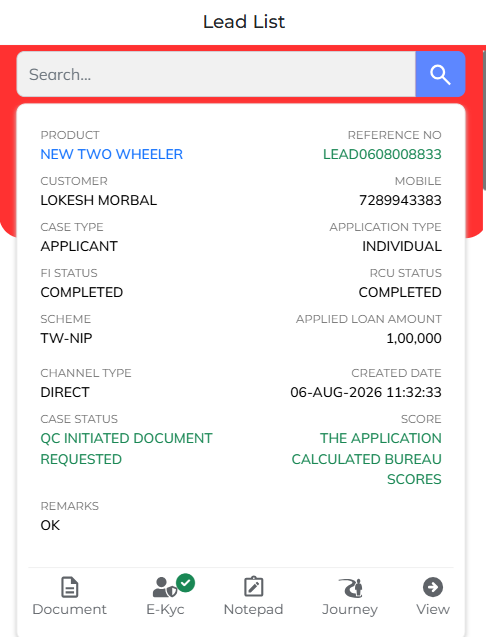 Lead List
Search...
PRODUCT REFERENCE NO
NEW TWO WHEELER LEAD0608008833
CUSTOMER MOBILE
LOKESH MORBAL 7289943383
CASE TYPE APPLICATION TYPE
APPLICANT INDIVIDUAL
FI STATUS RCU STATUS
COMPLETED COMPLETED
SCHEME APPLIED LOAN AMOUNT
TW-NIP 1,00,000
CHANNEL TYPE CREATED DATE
DIRECT 06-AUG-2026 11:32:33
CASE STATUS SCORE
QC INITIATED DOCUMENT THE APPLICATION
REQUESTED CALCULATED BUREAU
SCORES
REMARKS
OK
Document E-Kyc Notepad Journey View